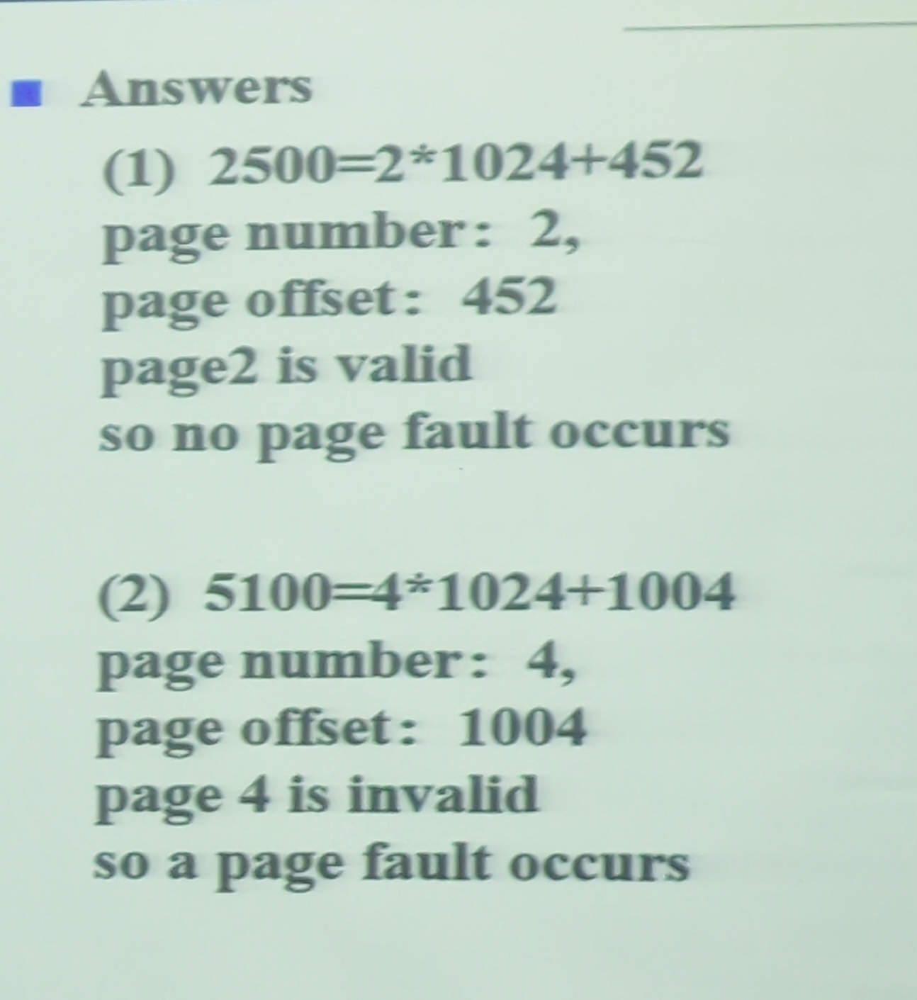 Answers
(1) 2500=2*1024+452
page number: 2,
page offset: 452
page2 is valid
so no page fault occurs
(2) 5100=4*1024+1004
page number: 4,
page offset: 1004
page 4 is invalid
so a page fault occurs